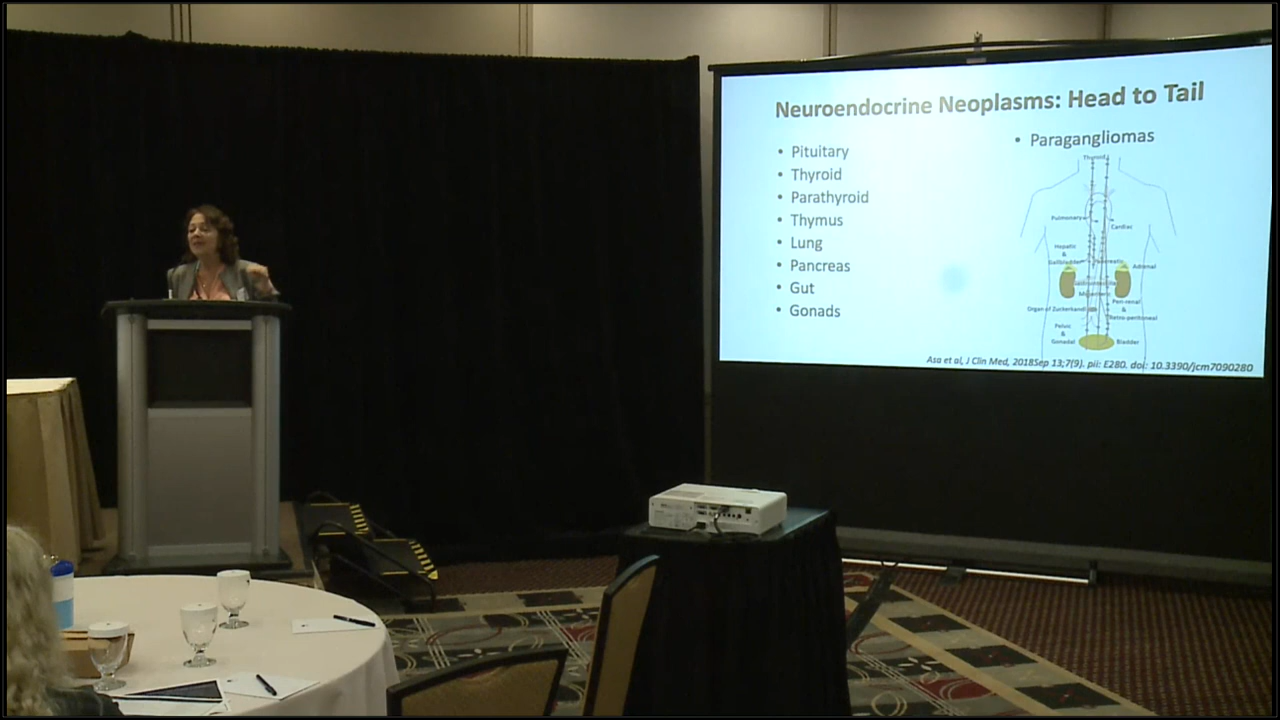 Neuroendocrine Neoplasms: Head to Tail
• Pituitary
• Thyroid
• Parathyroid
• Thymus
• Lung
• Pancreas
• Gut
• Gonads
• Paragangliomas
Thyroid
Pulmonary
Cardiac
Hepatic
&
Gallbladder
Pancreatic
Adrenal
Peri-renal
&
Retro-peritoneal
Organ of Zuckerkandl
Pelvic
&
Gonadal
Bladder
Asa et al, J Clin Med, 2018Sep 13;7(9). pii: E280. doi: 10.3390/jcm7090280